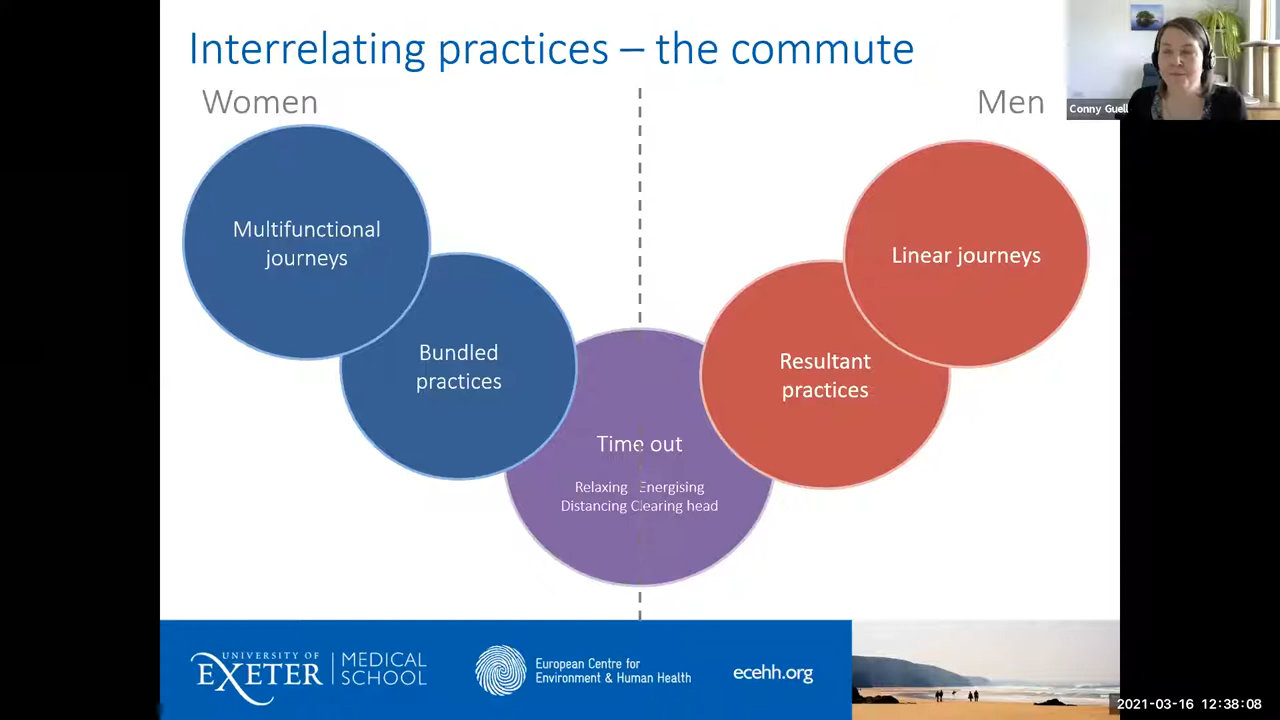 Interrelating practices – the commute
Women
Men
Conny Guell
Multifunctional
journeys
Linear journeys
Bundled
practices
Resultant
practices
Time out
Relaxing Energising
Distancing Clearing head
UNIVERSITY OF
EXETER
MEDICAL
SCHOOL
European Centre for
Environment & Human Health
ecehh.org
2021-03-16 12:38:08